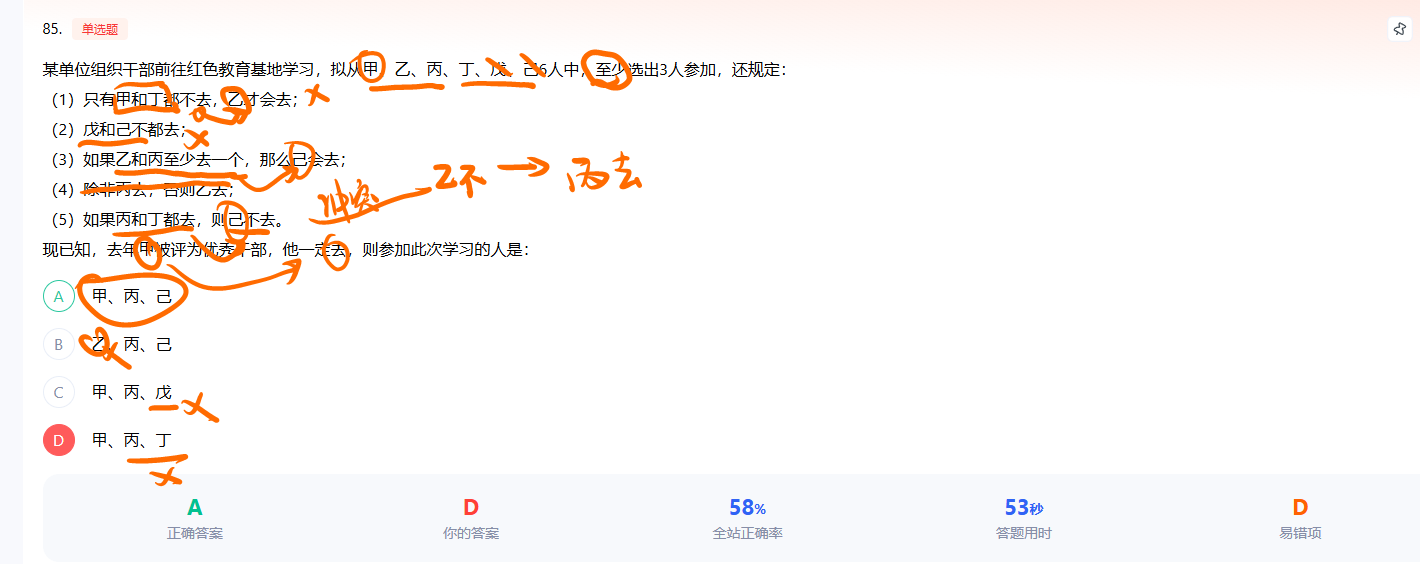 85. 单选题
某单位组织干部前往红色教育基地学习，拟从甲、乙、丙、丁、戊、己6人中，至少选出3人参加，还规定：
（1）只有甲和丁都不去，乙才会去；
（2）戊和己不都去；
（3）如果乙和丙至少去一个，那么己会去；
（4）除非丙去，否则乙去；
（5）如果丙和丁都去，则己不去。
冲突
乙不 → 丙去
现已知，去年甲被评为优秀干部，他一定去，则参加此次学习的人是：
A 甲、丙、己
B 乙、丙、己
C 甲、丙、戊
D 甲、丙、丁
A D 58% 53秒 D
正确答案 你的答案 全站正确率 答题用时 易错项